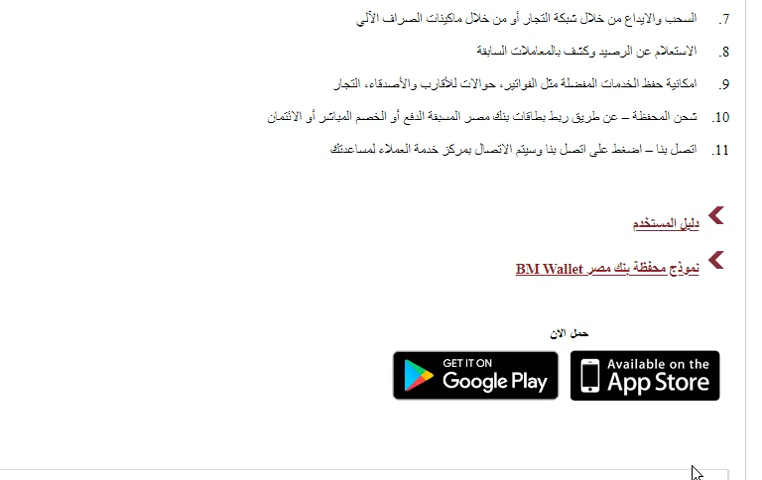 7. السحب والايداع من خلال شبكة التجار أو من خلال ماكينات الصراف الآلي
8. الاستعلام عن الرصيد وكشف بالمعاملات السابقة
9. امكانية حفظ الخدمات المفضلة مثل الفواتير، حوالات للأقارب والأصدقاء، التجار
10. شحن المحفظة – عن طريق ربط بطاقات بنك مصر المسبقة الدفع أو الخصم المباشر أو الائتمان
11. اتصل بنا – اضغط على اتصل بنا وسيتم الاتصال بمركز خدمة العملاء لمساعدتك
دليل المستخدم
نموذج محفظة بنك مصر BM Wallet
حمل الان
GET IT ON
Google Play
Available on the
App Store